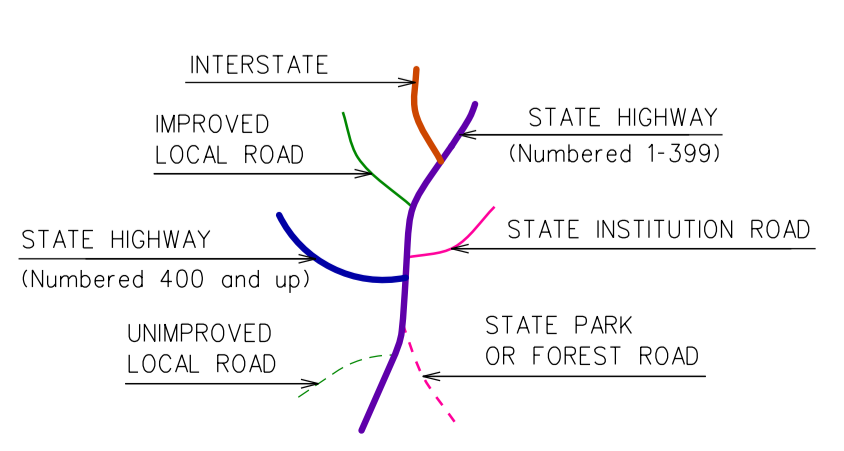 INTERSTATE
STATE HIGHWAY
(Numbered 1-399)
IMPROVED
LOCAL ROAD
STATE INSTITUTION ROAD
STATE HIGHWAY
(Numbered 400 and up)
STATE PARK
OR FOREST ROAD
UNIMPROVED
LOCAL ROAD